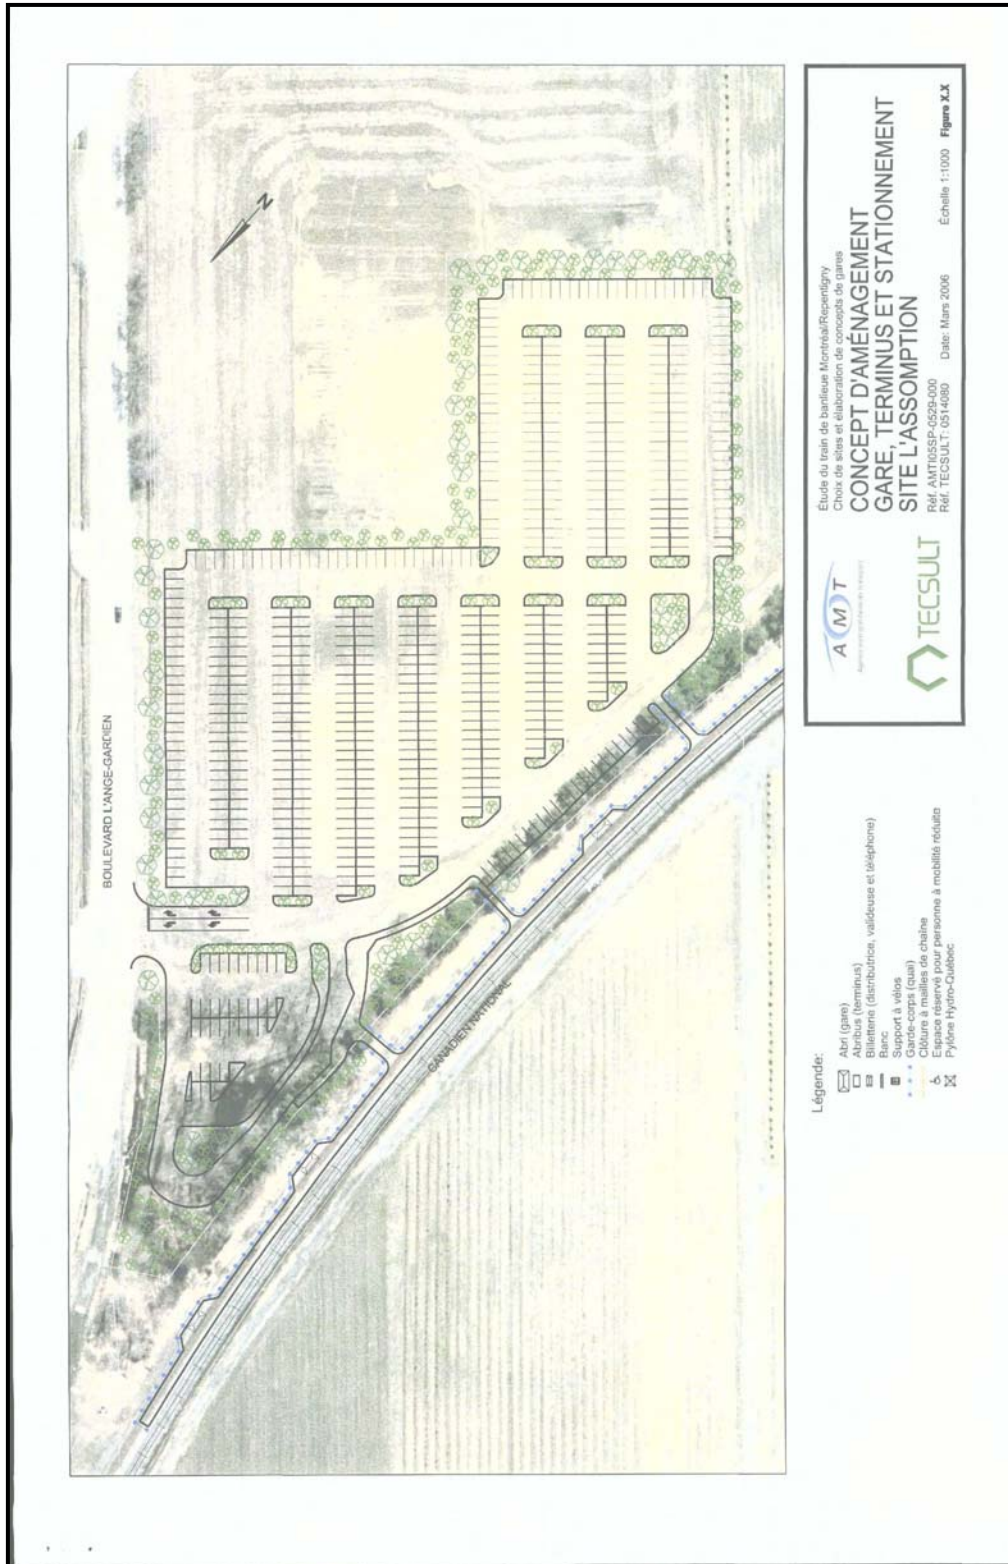 BOULEVARD L'ANGE-GARDIEN
N
CANADIEN NATIONAL
Légende:
Abri (gare)
Abribus (terminus)
Billetterie (distributrice, valideuse et téléphone)
Banc
Support à vélos
Garde-corps (quai)
Clôture à mailles de chaîne
Espace réservé pour personne à mobilité réduite
Pylône Hydro-Québec
AMT
TECSULT
Étude du train de banlieue Montréal/Repentigny
Choix de sites et élaboration de concepts de gares
CONCEPT D'AMÉNAGEMENT
GARE, TERMINUS ET STATIONNEMENT
SITE L'ASSOMPTION
Réf. AMTI05SP-0529-000
Réf. TECSULT: 0514080 Date: Mars 2006 Échelle 1:1000 Figure X.X